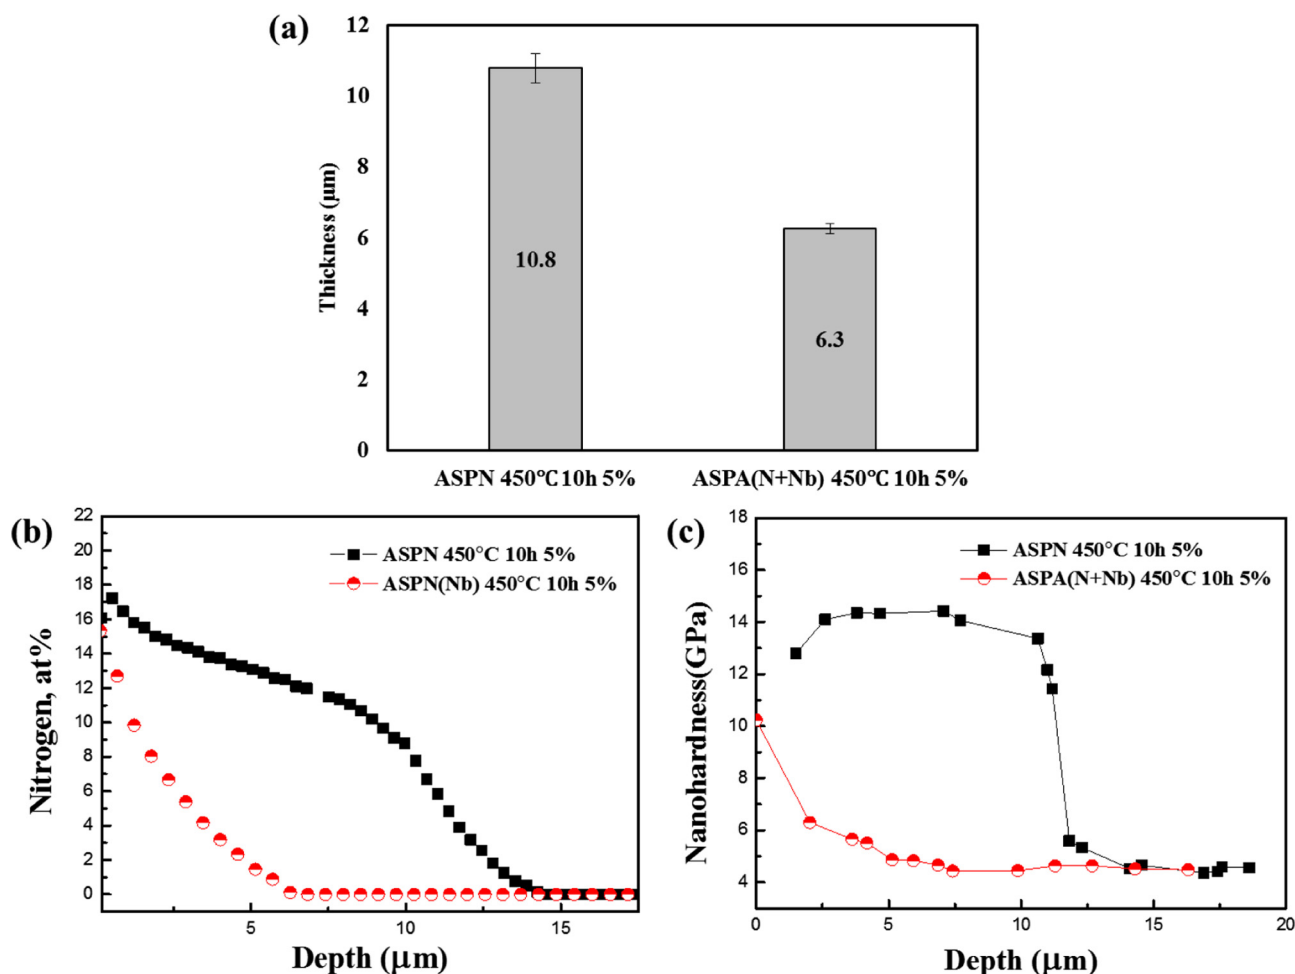 (a)
12
10
8
6
4
2
0
Thickness (μm)
10.8
6.3
ASPN 450℃ 10h 5%
ASPA(N+Nb) 450℃ 10h 5%
(b)
22
20
18
16
14
12
10
8
6
4
2
0
Nitrogen, at%
ASPN 450°C 10h 5%
ASPN(Nb) 450°C 10h 5%
5
10
15
Depth (μm)
(c)
18
16
14
12
10
8
6
4
Nanohardness(GPa)
ASPN 450°C 10h 5%
ASPA(N+Nb) 450°C 10h 5%
0
5
10
15
20
Depth (μm)